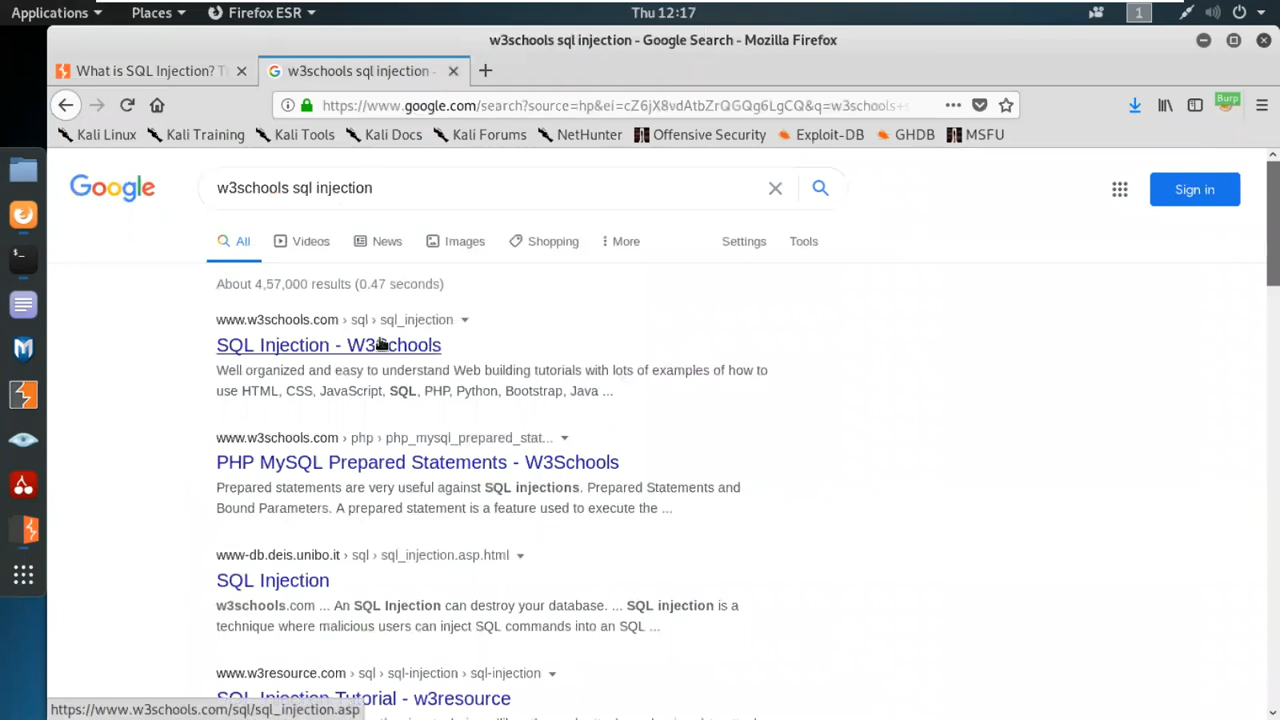 Applications Places Firefox ESR Thu 12:17 1
w3schools sql injection - Google Search - Mozilla Firefox
What is SQL Injection? w3schools sql injection -
https://www.google.com/search?source=hp&ei=cZ6jX8vdAtbZrQGQg6LgCQ&q=w3schools+ Burp
Kali Linux Kali Training Kali Tools Kali Docs Kali Forums NetHunter Offensive Security Exploit-DB GHDB MSFU
Google w3schools sql injection Sign in
All Videos News Images Shopping More Settings Tools
About 4,57,000 results (0.47 seconds)
www.w3schools.com › sql › sql_injection
SQL Injection - W3Schools
Well organized and easy to understand Web building tutorials with lots of examples of how to
use HTML, CSS, JavaScript, SQL, PHP, Python, Bootstrap, Java ...
www.w3schools.com › php › php_mysql_prepared_stat...
PHP MySQL Prepared Statements - W3Schools
Prepared statements are very useful against SQL injections. Prepared Statements and
Bound Parameters. A prepared statement is a feature used to execute the ...
www-db.deis.unibo.it › sql › sql_injection.asp.html
SQL Injection
w3schools.com ... An SQL Injection can destroy your database. ... SQL injection is a
technique where malicious users can inject SQL commands into an SQL ...
www.w3resource.com › sql › sql-injection › sql-injection
SQL Injection Tutorial - w3resource
https://www.w3schools.com/sql/sql_injection.asp